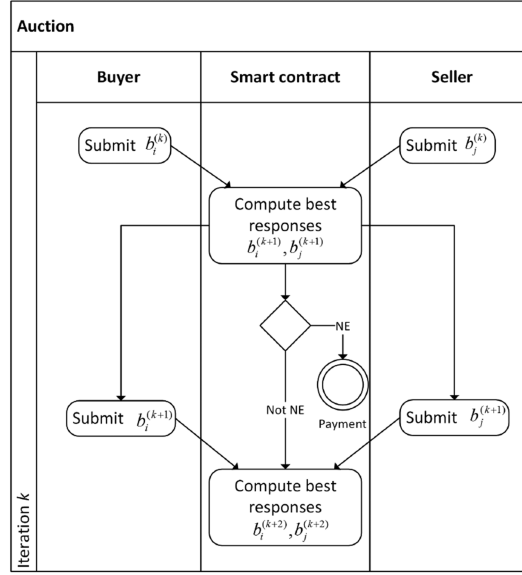 Auction
Buyer
Smart contract
Seller
Submit b_i^{(k)}
Submit b_j^{(k)}
Compute best
responses
b_i^{(k+1)}, b_j^{(k+1)}
NE
Payment
Not NE
Submit b_i^{(k+1)}
Submit b_j^{(k+1)}
Compute best
responses
b_i^{(k+2)}, b_j^{(k+2)}
Iteration k